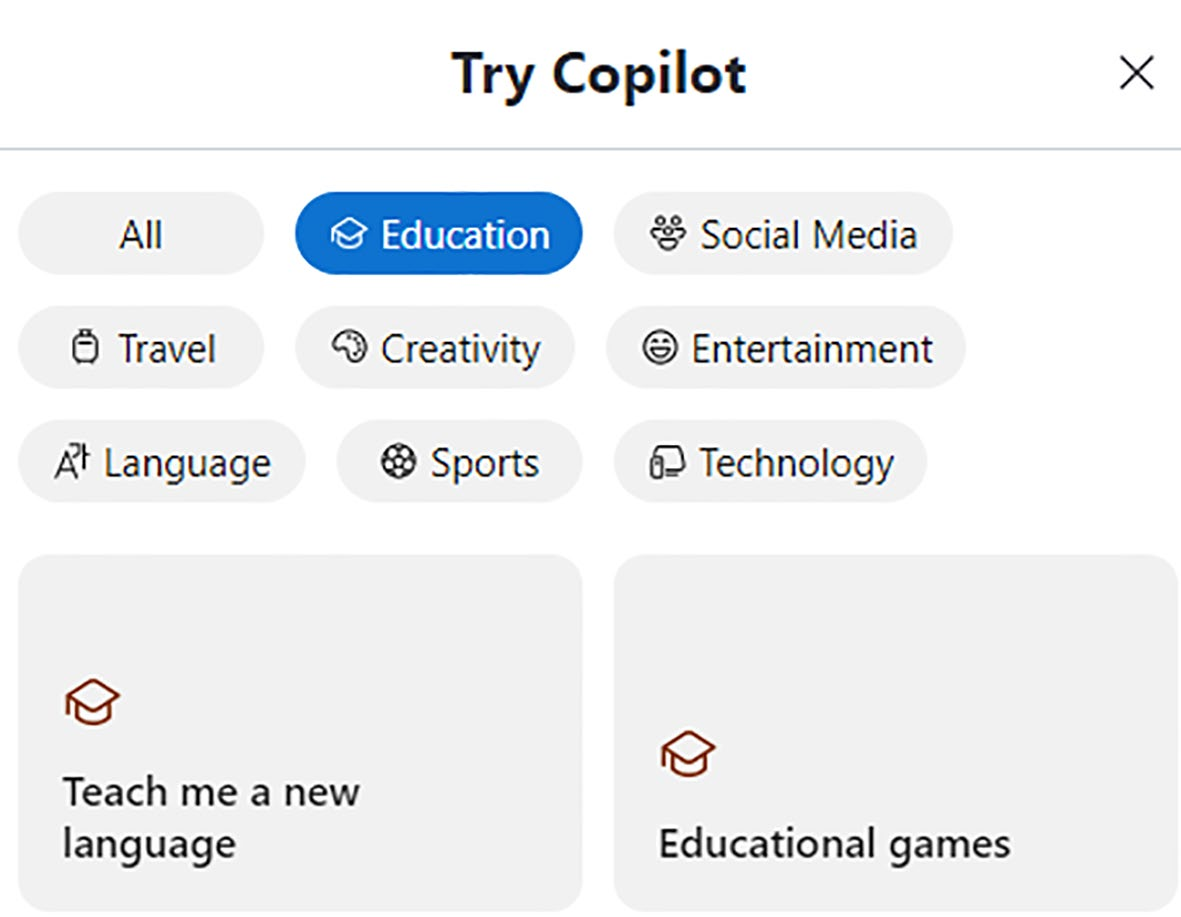 Try Copilot
All
Education
Social Media
Travel
Creativity
Entertainment
Language
Sports
Technology
Teach me a new
language
Educational games